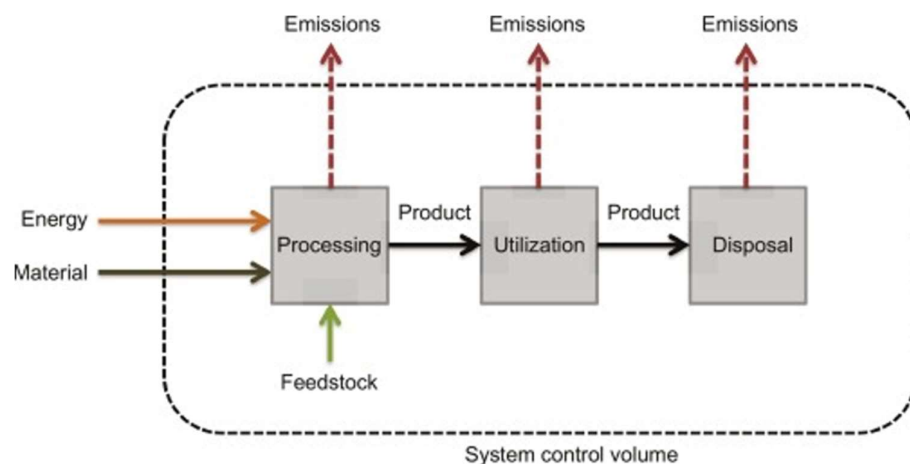 Emissions Emissions Emissions
Energy
Material
Processing
Product
Utilization
Product
Disposal
Feedstock
System control volume